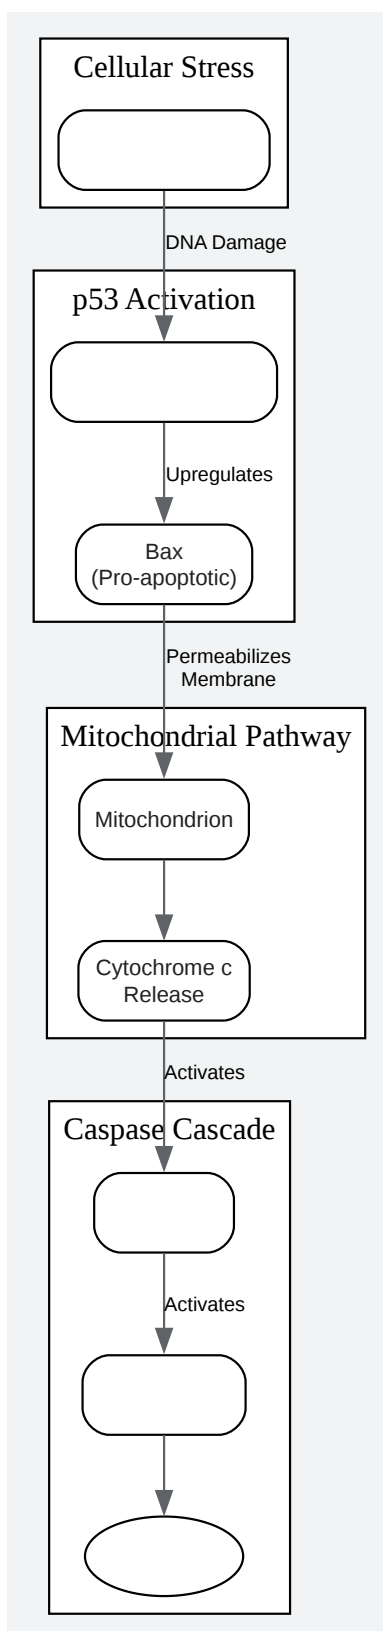 Cellular Stress
DNA Damage
p53 Activation
Upregulates
Bax
(Pro-apoptotic)
Permeabilizes
Membrane
Mitochondrial Pathway
Mitochondrion
Cytochrome c
Release
Activates
Caspase Cascade
Activates